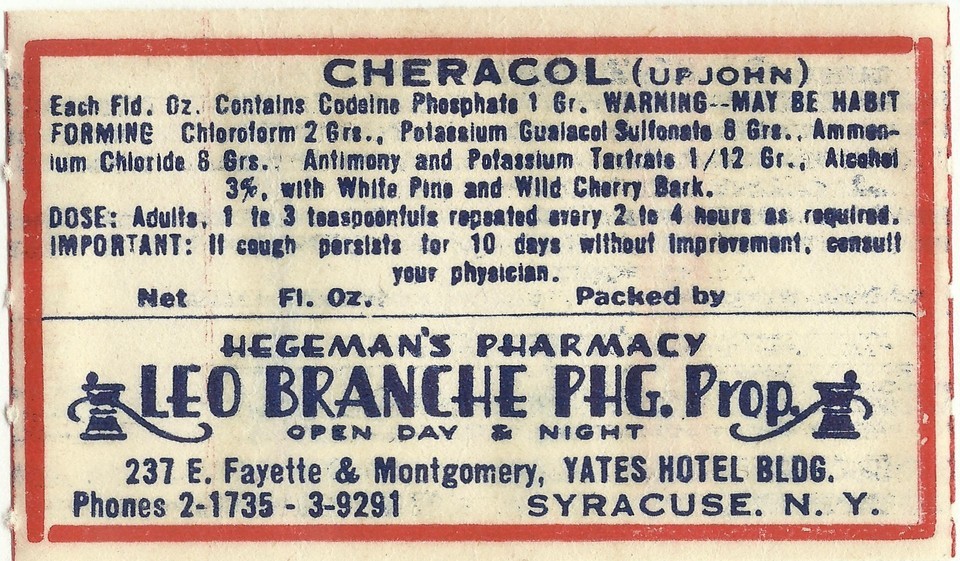 CHERACOL (UPJOHN)
Each Fld. Oz. Contains Codeine Phosphate 1 Gr. WARNING--MAY BE HABIT
FORMING Chloroform 2 Grs., Potassium Guaiacol Sulfonate 8 Grs., Ammon-
ium Chloride 8 Grs. Antimony and Potassium Tartrate 1/12 Gr., Alcohol
3%, with White Pine and Wild Cherry Bark.
DOSE: Adults, 1 to 3 teaspoonfuls repeated every 2 to 4 hours as required.
IMPORTANT: If cough persists for 10 days without improvement, consult
your physician.
Net Fl. Oz. Packed by
HEGEMAN'S PHARMACY
LEO BRANCHE PHG. Prop.
OPEN DAY & NIGHT
237 E. Fayette & Montgomery, YATES HOTEL BLDG.
Phones 2-1735 - 3-9291 SYRACUSE. N. Y.